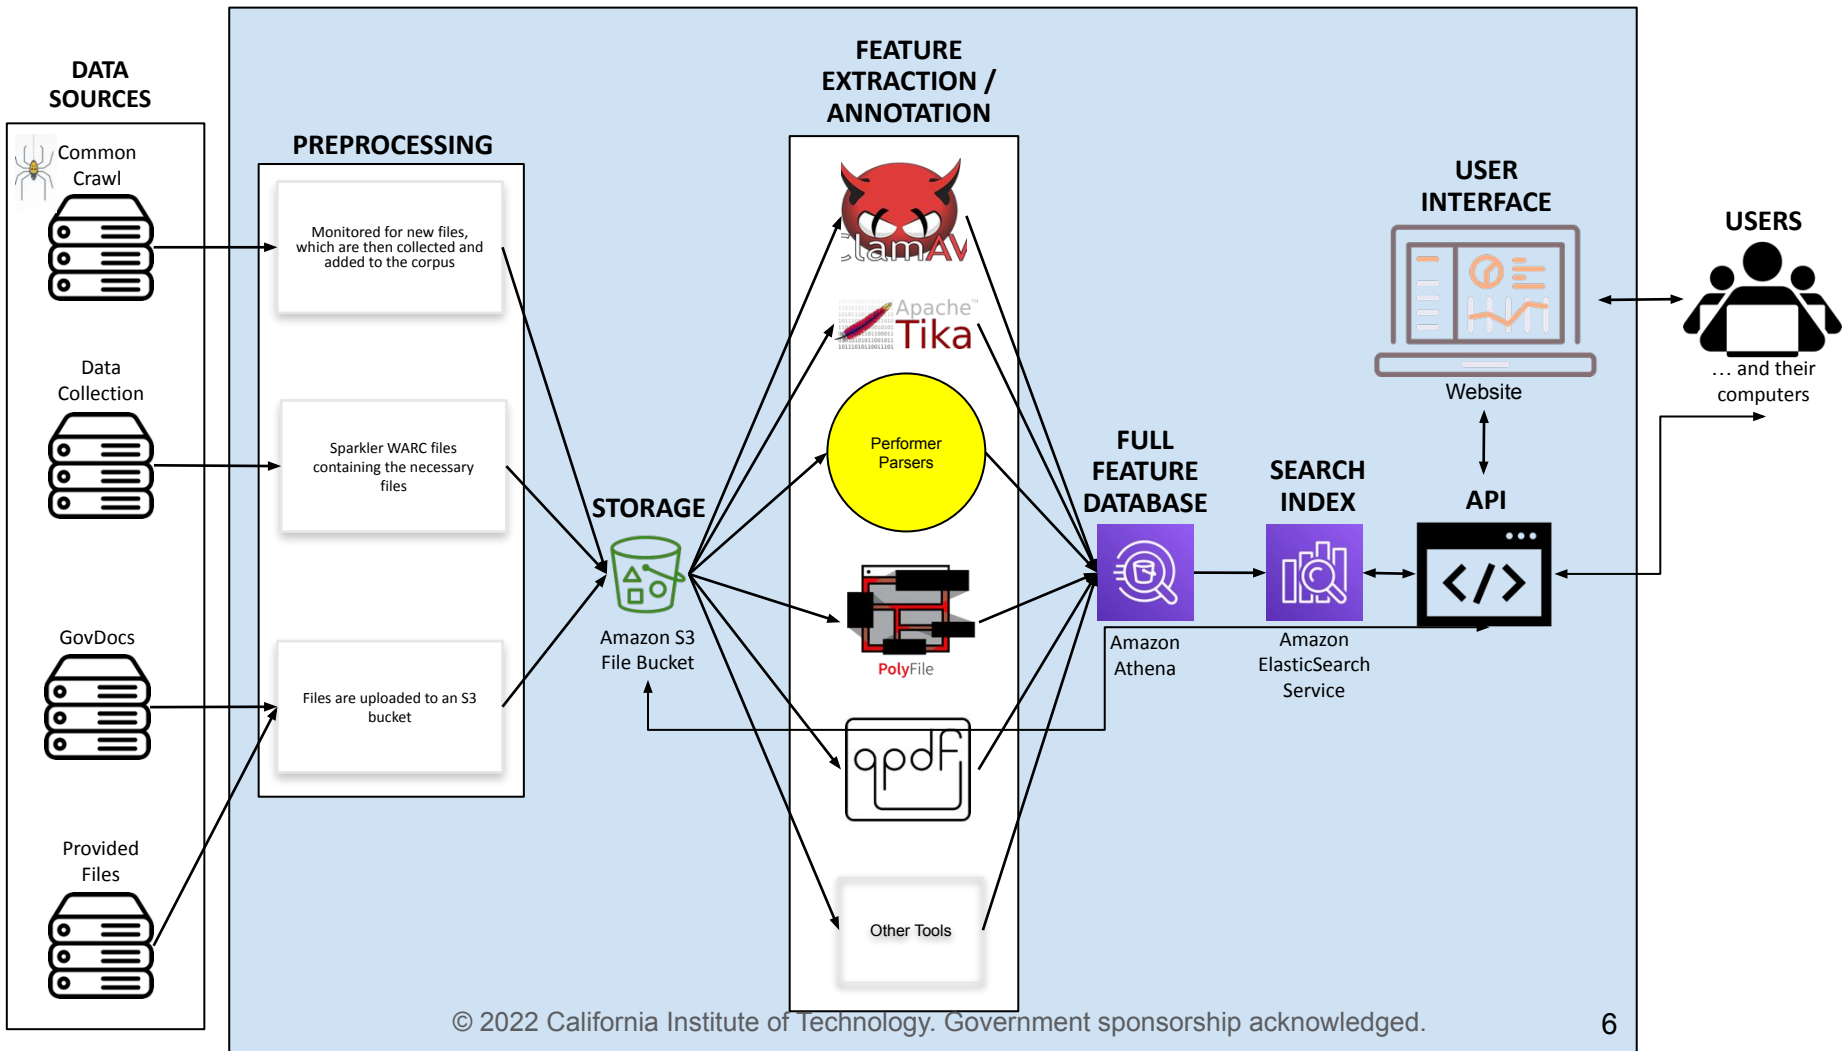 DATA
SOURCES
Common
Crawl
Data
Collection
GovDocs
Provided
Files
PREPROCESSING
Monitored for new files,
which are then collected and
added to the corpus
Sparkler WARC files
containing the necessary
files
Files are uploaded to an S3
bucket
STORAGE
Amazon S3
File Bucket
FEATURE
EXTRACTION /
ANNOTATION
ClamAV
Apache™
Tika
Performer
Parsers
PolyFile
qpdf
Other Tools
FULL
FEATURE
DATABASE
Amazon
Athena
SEARCH
INDEX
Amazon
ElasticSearch
Service
USER
INTERFACE
Website
API
</>
USERS
... and their
computers
© 2022 California Institute of Technology. Government sponsorship acknowledged.
6